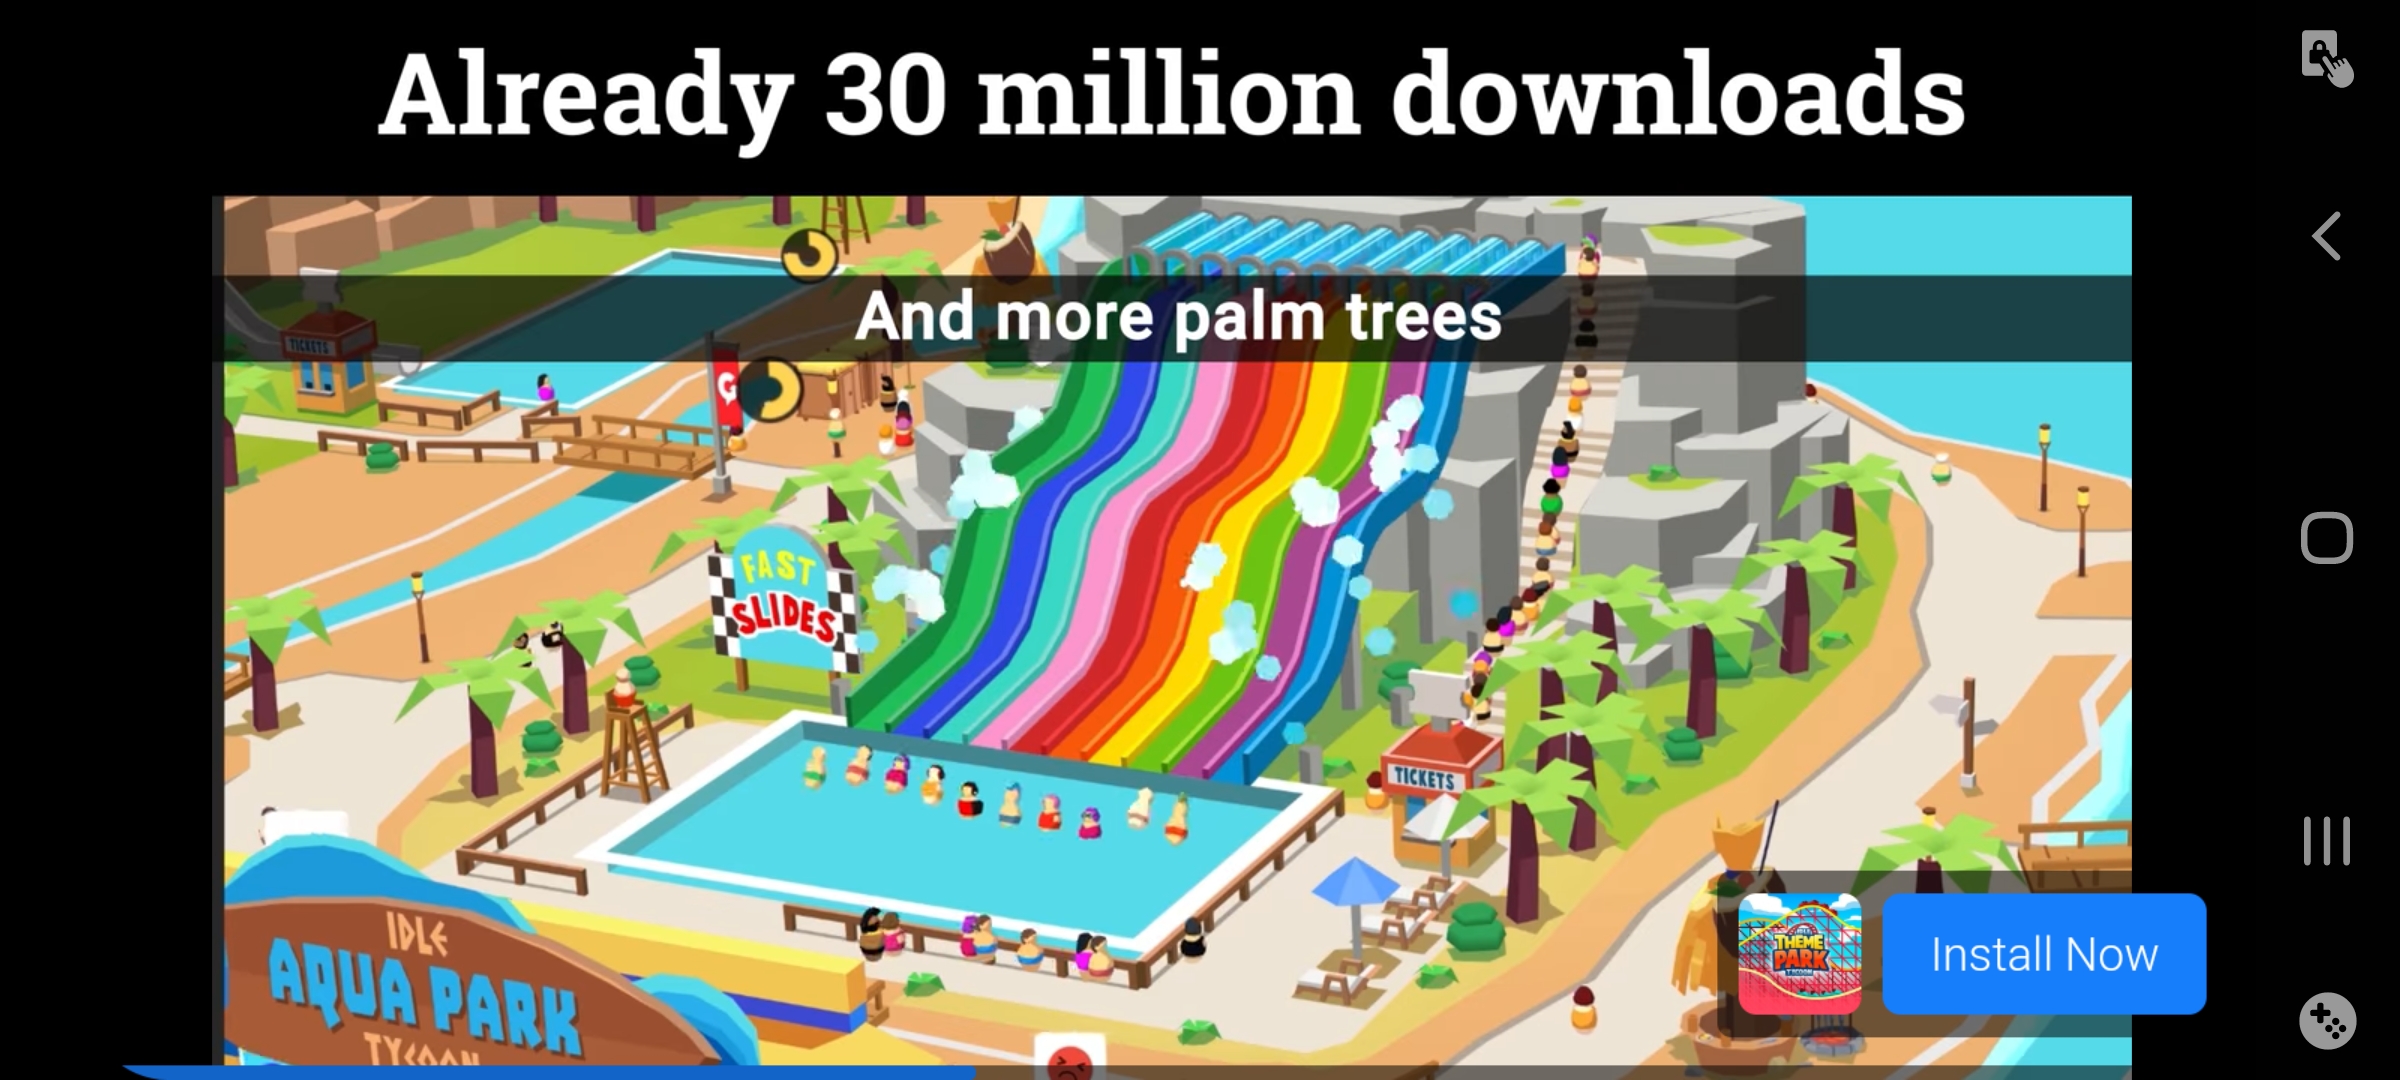 Already 30 million downloads
And more palm trees
TICKETS
G
FAST
SLIDES
TICKETS
IDLE
AQUA PARK
TYCOON
THEME
PARK
TYCOON
Install Now